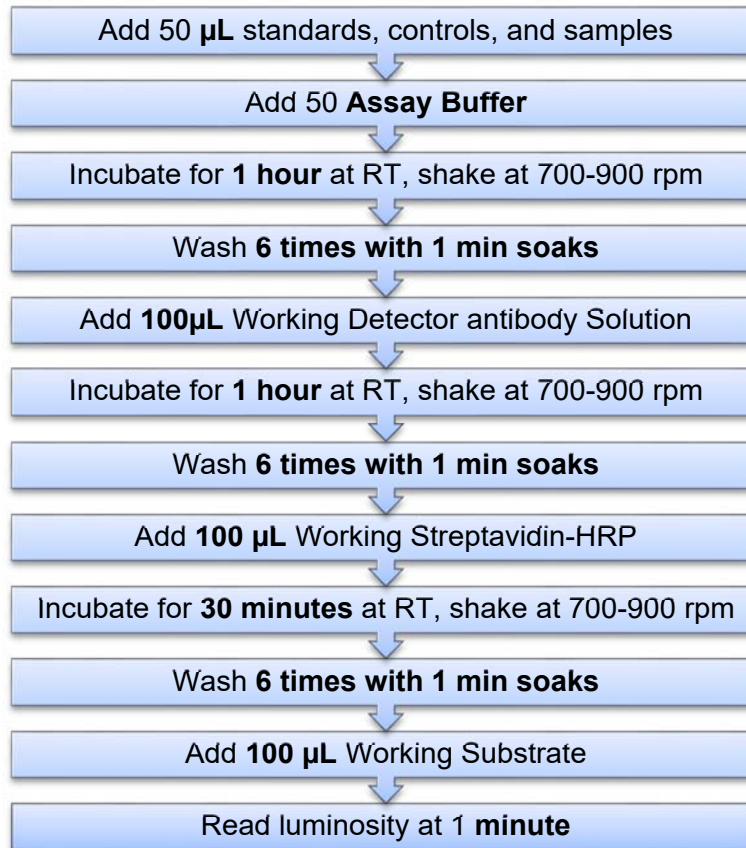 Add 50 µL standards, controls, and samples
Add 50 Assay Buffer
Incubate for 1 hour at RT, shake at 700-900 rpm
Wash 6 times with 1 min soaks
Add 100µL Working Detector antibody Solution
Incubate for 1 hour at RT, shake at 700-900 rpm
Wash 6 times with 1 min soaks
Add 100 µL Working Streptavidin-HRP
Incubate for 30 minutes at RT, shake at 700-900 rpm
Wash 6 times with 1 min soaks
Add 100 µL Working Substrate
Read luminosity at 1 minute